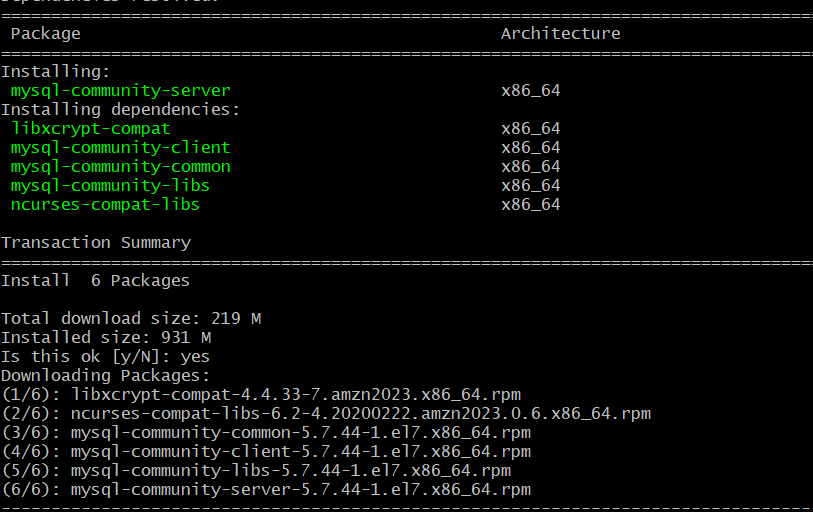 Dependencies resolved.
================================================================================
Package Architecture
================================================================================
Installing:
mysql-community-server x86_64
Installing dependencies:
libxcrypt-compat x86_64
mysql-community-client x86_64
mysql-community-common x86_64
mysql-community-libs x86_64
ncurses-compat-libs x86_64
Transaction Summary
================================================================================
Install  6 Packages
Total download size: 219 M
Installed size: 931 M
Is this ok [y/N]: yes
Downloading Packages:
(1/6): libxcrypt-compat-4.4.33-7.amzn2023.x86_64.rpm
(2/6): ncurses-compat-libs-6.2-4.20200222.amzn2023.0.6.x86_64.rpm
(3/6): mysql-community-common-5.7.44-1.el7.x86_64.rpm
(4/6): mysql-community-client-5.7.44-1.el7.x86_64.rpm
(5/6): mysql-community-libs-5.7.44-1.el7.x86_64.rpm
(6/6): mysql-community-server-5.7.44-1.el7.x86_64.rpm
--------------------------------------------------------------------------------